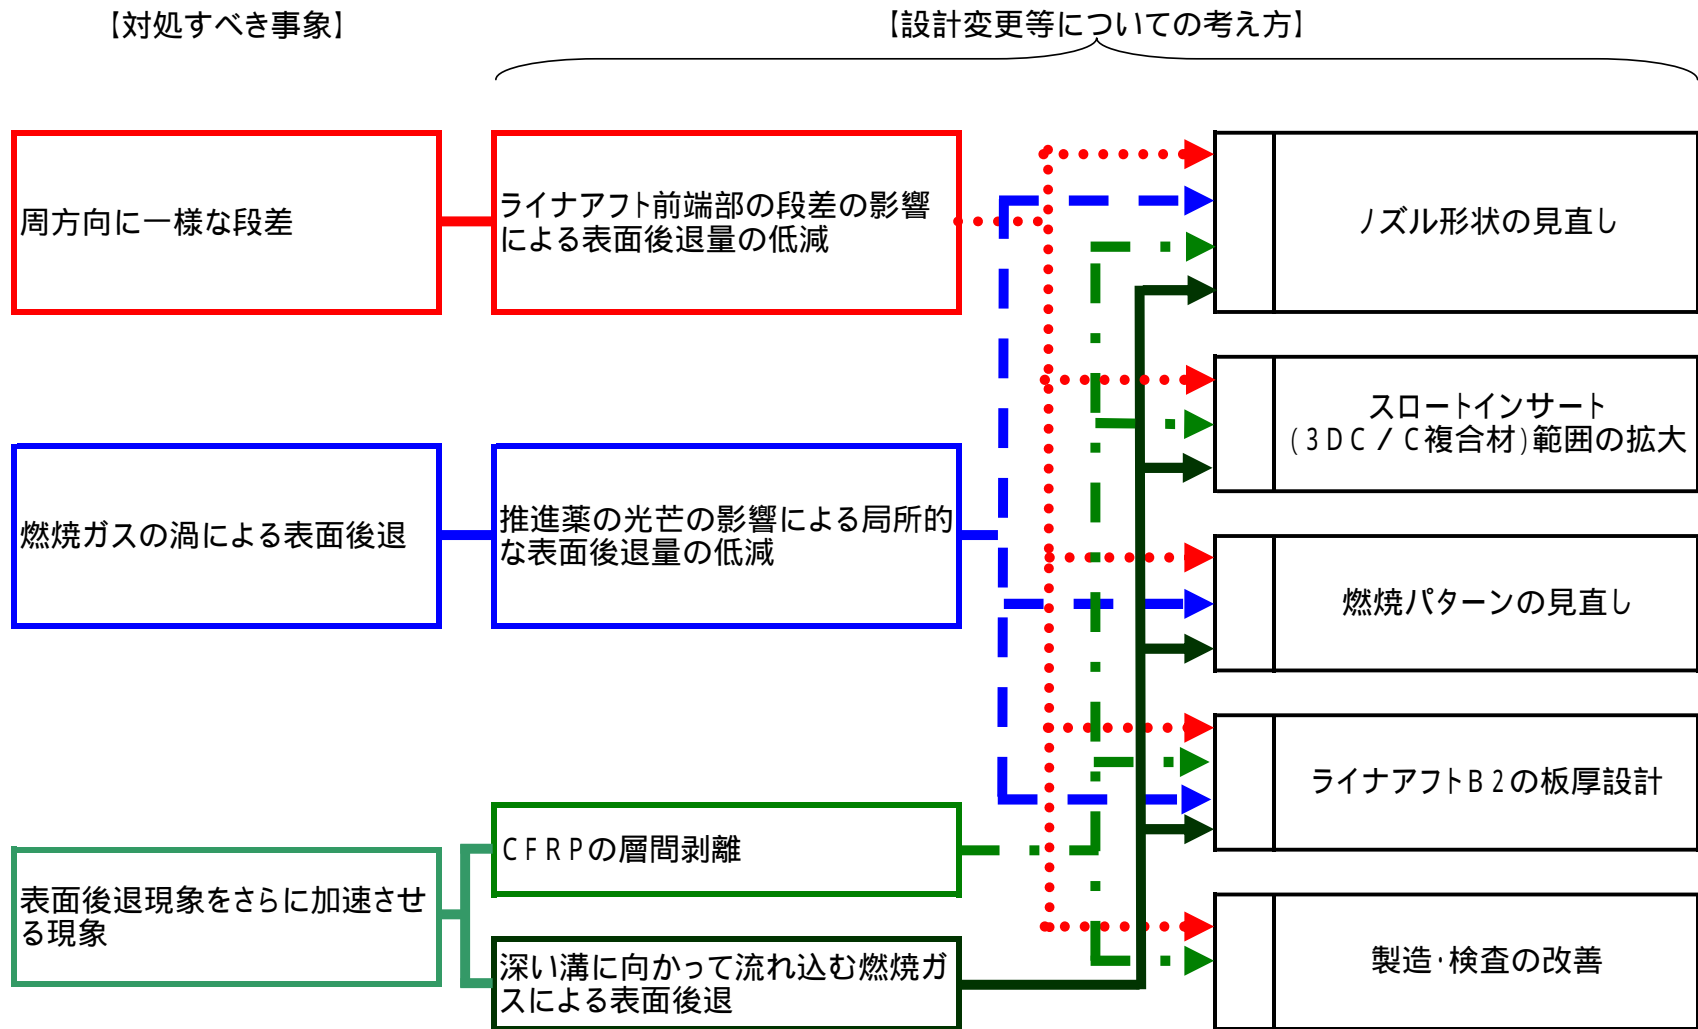 【対処すべき事象】
【設計変更等についての考え方】
周方向に一様な段差
ライナアフト前端部の段差の影響
による表面後退量の低減
ノズル形状の見直し
スロートインサート
(3DC/C複合材)範囲の拡大
燃焼ガスの渦による表面後退
推進薬の光芒の影響による局所的
な表面後退量の低減
燃焼パターンの見直し
ライナアフトB2の板厚設計
表面後退現象をさらに加速させ
る現象
CFRPの層間剥離
深い溝に向かって流れ込む燃焼ガ
スによる表面後退
製造・検査の改善